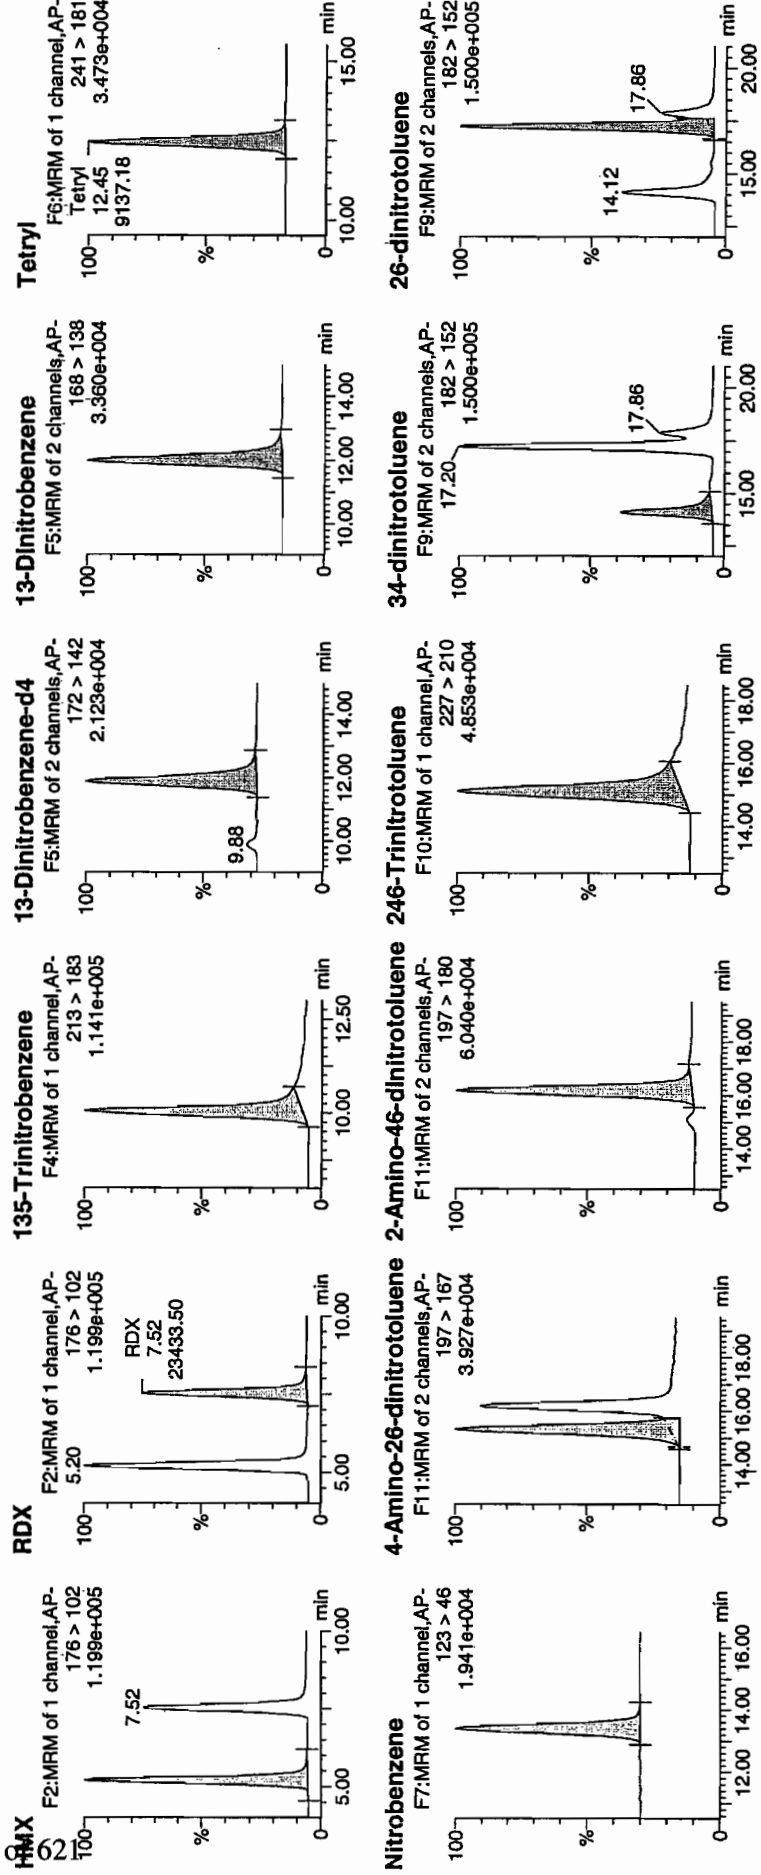 HMX
621
F2:MRM of 1 channel,AP-
176 > 102
1.199e+005
100
7.52
%
0
5.00 10.00 min
RDX
F2:MRM of 1 channel,AP-
5.20
176 > 102
1.199e+005
100
RDX
7.52
23433.50
%
0
5.00 10.00 min
135-Trinitrobenzene
F4:MRM of 1 channel,AP-
213 > 183
1.141e+005
100
%
0
10.00 12.50 min
13-Dinitrobenzene-d4
F5:MRM of 2 channels,AP-
172 > 142
2.123e+004
100
%
9.88
0
10.00 12.00 14.00 min
13-Dinitrobenzene
F5:MRM of 2 channels,AP-
168 > 138
3.360e+004
100
%
0
10.00 12.00 14.00 min
Tetryl
F6:MRM of 1 channel,AP-
Tetryl
241 > 181
12.45
3.473e+004
9137.18
100
%
0
10.00 15.00 min
Nitrobenzene
F7:MRM of 1 channel,AP-
123 > 46
1.941e+004
100
%
0
12.00 14.00 16.00 min
4-Amino-26-dinitrotoluene
F11:MRM of 2 channels,AP-
197 > 167
3.927e+004
100
%
0
14.00 16.00 18.00 min
2-Amino-46-dinitrotoluene
F11:MRM of 2 channels,AP-
197 > 180
6.040e+004
100
%
0
14.00 16.00 18.00 min
246-Trinitrotoluene
F10:MRM of 1 channel,AP-
227 > 210
4.853e+004
100
%
0
14.00 16.00 18.00 min
34-dinitrotoluene
F9:MRM of 2 channels,AP-
17.20
182 > 152
1.500e+005
100
17.86
%
0
15.00 20.00 min
26-dinitrotoluene
F9:MRM of 2 channels,AP-
182 > 152
1.500e+005
100
17.86
14.12
%
0
15.00 20.00 min